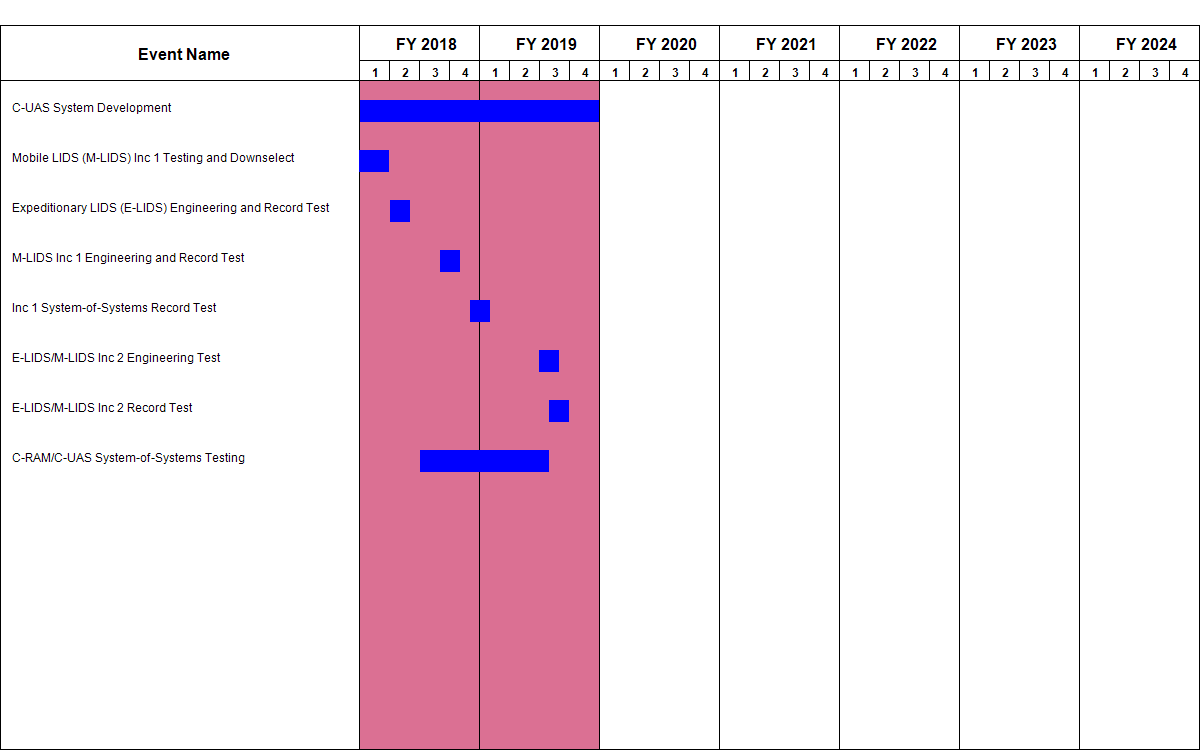 Event Name
FY 2018 FY 2019 FY 2020 FY 2021 FY 2022 FY 2023 FY 2024
1 2 3 4 1 2 3 4 1 2 3 4 1 2 3 4 1 2 3 4 1 2 3 4 1 2 3 4
C-UAS System Development
Mobile LIDS (M-LIDS) Inc 1 Testing and Downselect
Expeditionary LIDS (E-LIDS) Engineering and Record Test
M-LIDS Inc 1 Engineering and Record Test
Inc 1 System-of-Systems Record Test
E-LIDS/M-LIDS Inc 2 Engineering Test
E-LIDS/M-LIDS Inc 2 Record Test
C-RAM/C-UAS System-of-Systems Testing